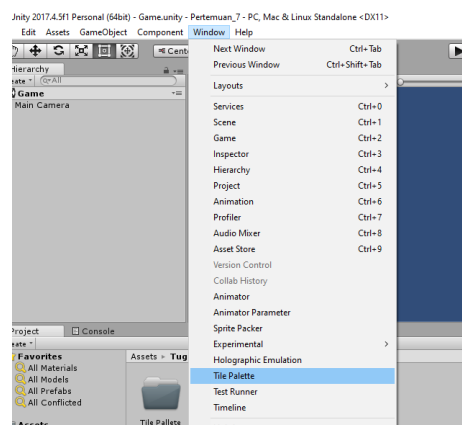 Jnity 2017.4.5f1 Personal (64bit) - Game.unity - Pertemuan_7 - PC, Mac & Linux Standalone <DX11>
Edit Assets GameObject Component Window Help
Cent
Hierarchy
eate All
Game
Main Camera
Next Window Ctrl+Tab
Previous Window Ctrl+Shift+Tab
Layouts >
Services Ctrl+0
Scene Ctrl+1
Game Ctrl+2
Inspector Ctrl+3
Hierarchy Ctrl+4
Project Ctrl+5
Animation Ctrl+6
Profiler Ctrl+7
Audio Mixer Ctrl+8
Asset Store Ctrl+9
Version Control
Collab History
Animator
Animator Parameter
Sprite Packer
Experimental >
Holographic Emulation
Tile Palette
Test Runner
Timeline
Project Console
eate
Favorites
All Materials
All Models
All Prefabs
All Conflicted
Assets
Assets ▸ Tug
Tile Pallete